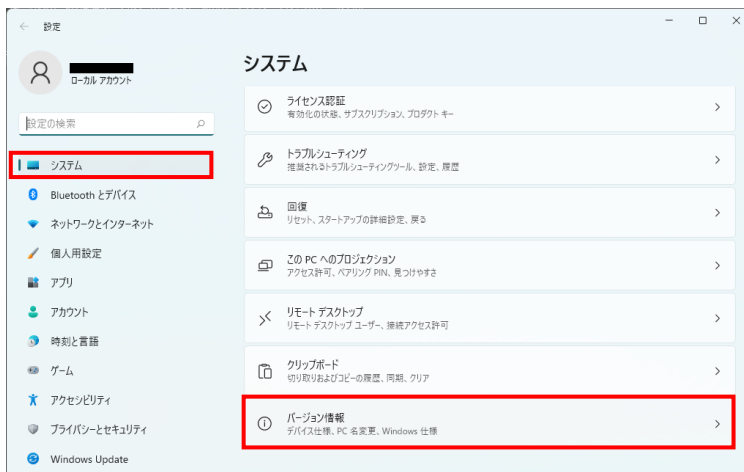 設定
ローカル アカウント
設定の検索
システム
Bluetooth とデバイス
ネットワークとインターネット
個人用設定
アプリ
アカウント
時刻と言語
ゲーム
アクセシビリティ
プライバシーとセキュリティ
Windows Update
システム
ライセンス認証
有効化の状態、サブスクリプション、プロダクト キー
トラブルシューティング
推奨されるトラブルシューティングツール、設定、履歴
回復
リセット、スタートアップの詳細設定、戻る
この PC へのプロジェクション
アクセス許可、ペアリング PIN、見つけやすさ
リモート デスクトップ
リモート デスクトップ ユーザー、接続アクセス許可
クリップボード
切り取りおよびコピーの履歴、同期、クリア
バージョン情報
デバイス仕様、PC 名変更、Windows 仕様